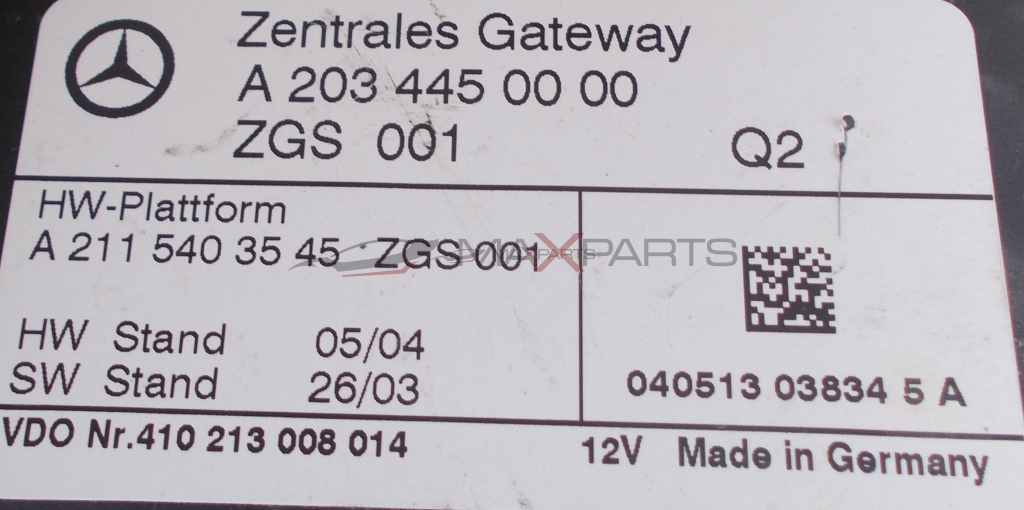 Zentrales Gateway
A 203 445 00 00
ZGS 001 Q2
HW-Plattform
A 211 540 35 45 ZGS 001
MAXPARTS
HW Stand 05/04
SW Stand 26/03
040513 03834 5 A
VDO Nr.410 213 008 014
12V Made in Germany